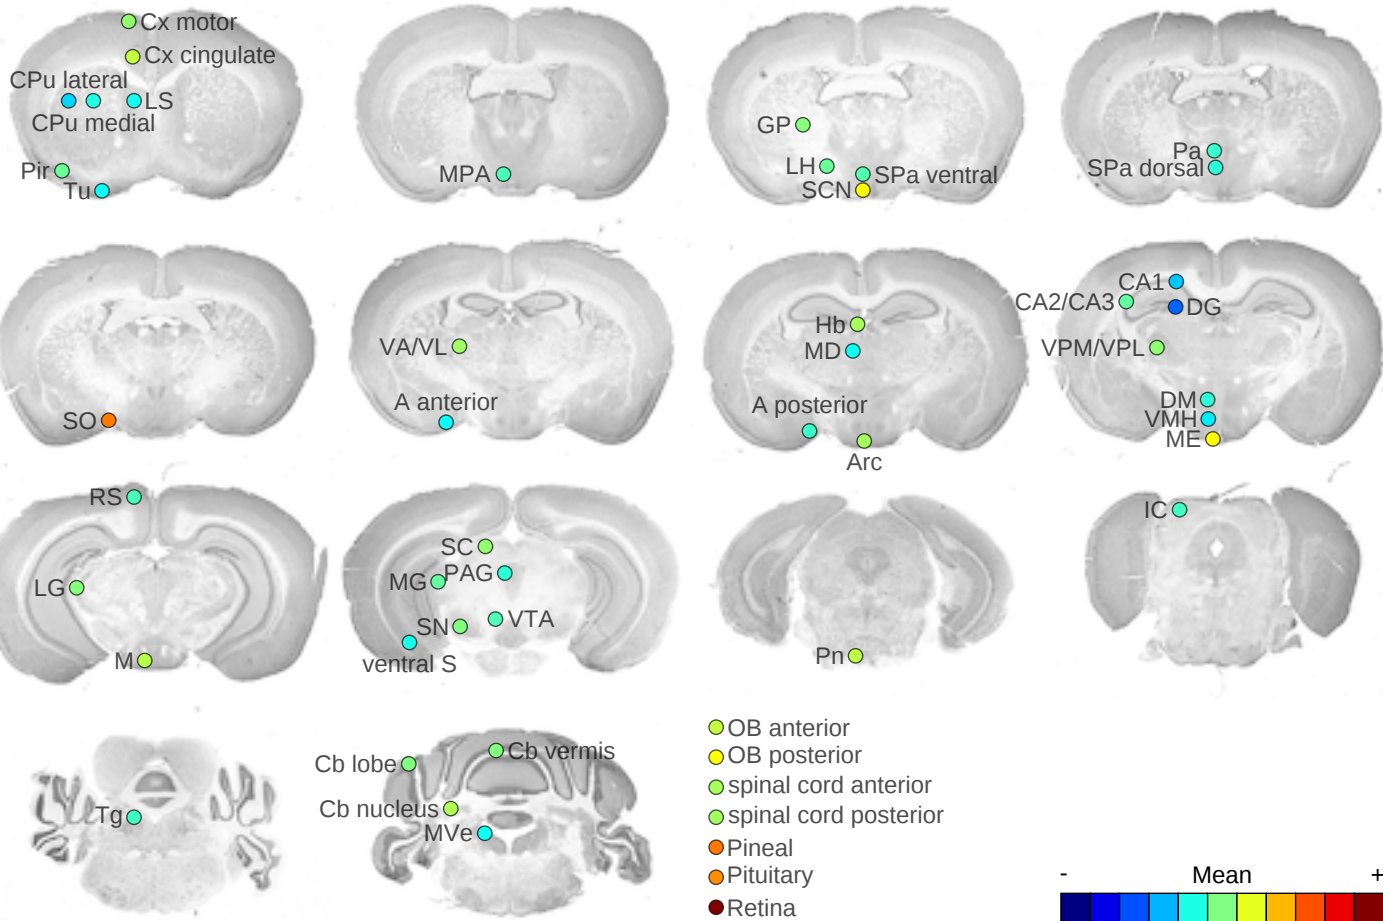 Cx motor
Cx cingulate
CPu lateral
LS
CPu medial
Pir
Tu
MPA
GP
LH
SPa ventral
SCN
Pa
SPa dorsal
SO
VA/VL
A anterior
Hb
MD
A posterior
Arc
CA1
CA2/CA3
DG
VPM/VPL
DM
VMH
ME
RS
LG
M
SC
PAG
MG
SN
VTA
ventral S
Pn
IC
Tg
Cb lobe
Cb vermis
Cb nucleus
MVe
OB anterior
OB posterior
spinal cord anterior
spinal cord posterior
Pineal
Pituitary
Retina
- Mean +